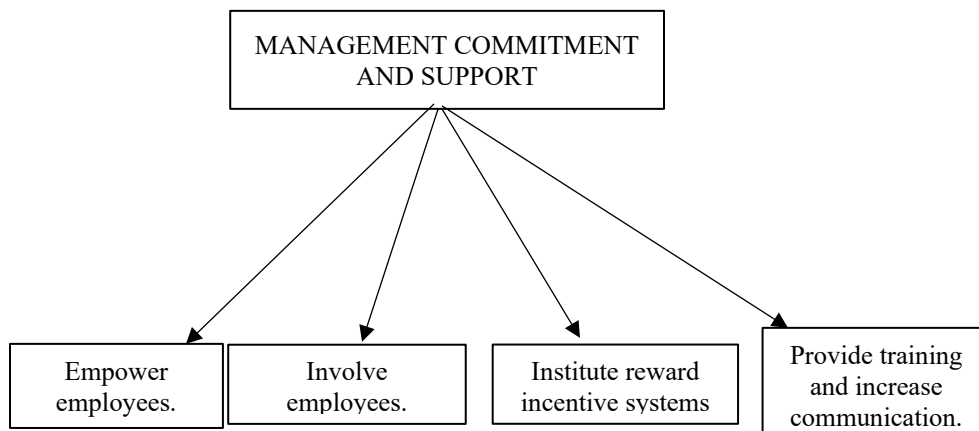 MANAGEMENT COMMITMENT
AND SUPPORT
Empower
employees.
Involve
employees.
Institute reward
incentive systems
Provide training
and increase
communication.